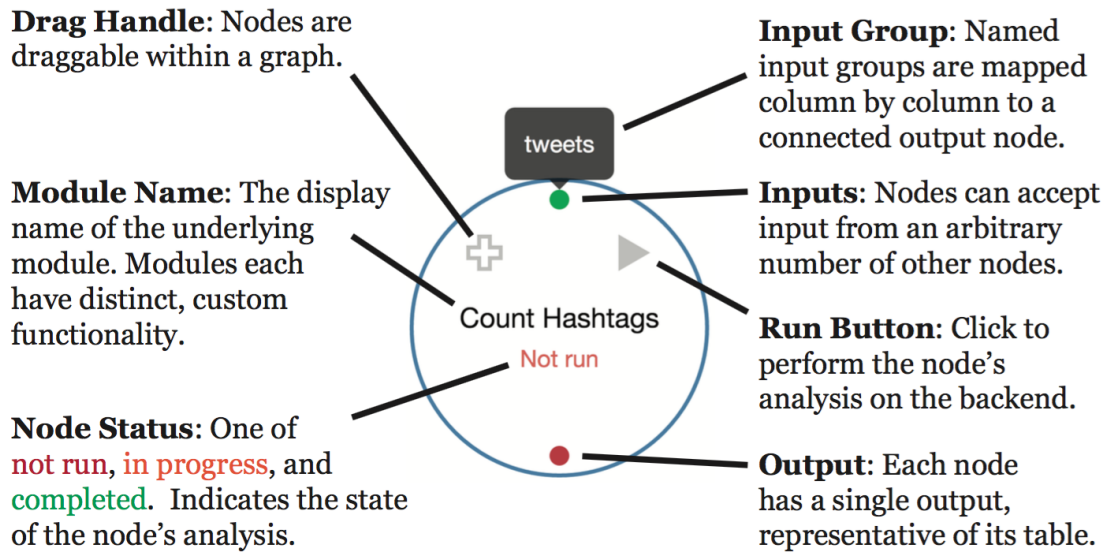 Drag Handle: Nodes are
draggable within a graph.
Module Name: The display
name of the underlying
module. Modules each
have distinct, custom
functionality.
Node Status: One of
not run, in progress, and
completed. Indicates the state
of the node’s analysis.
tweets
Count Hashtags
Not run
Input Group: Named
input groups are mapped
column by column to a
connected output node.
Inputs: Nodes can accept
input from an arbitrary
number of other nodes.
Run Button: Click to
perform the node’s
analysis on the backend.
Output: Each node
has a single output,
representative of its table.